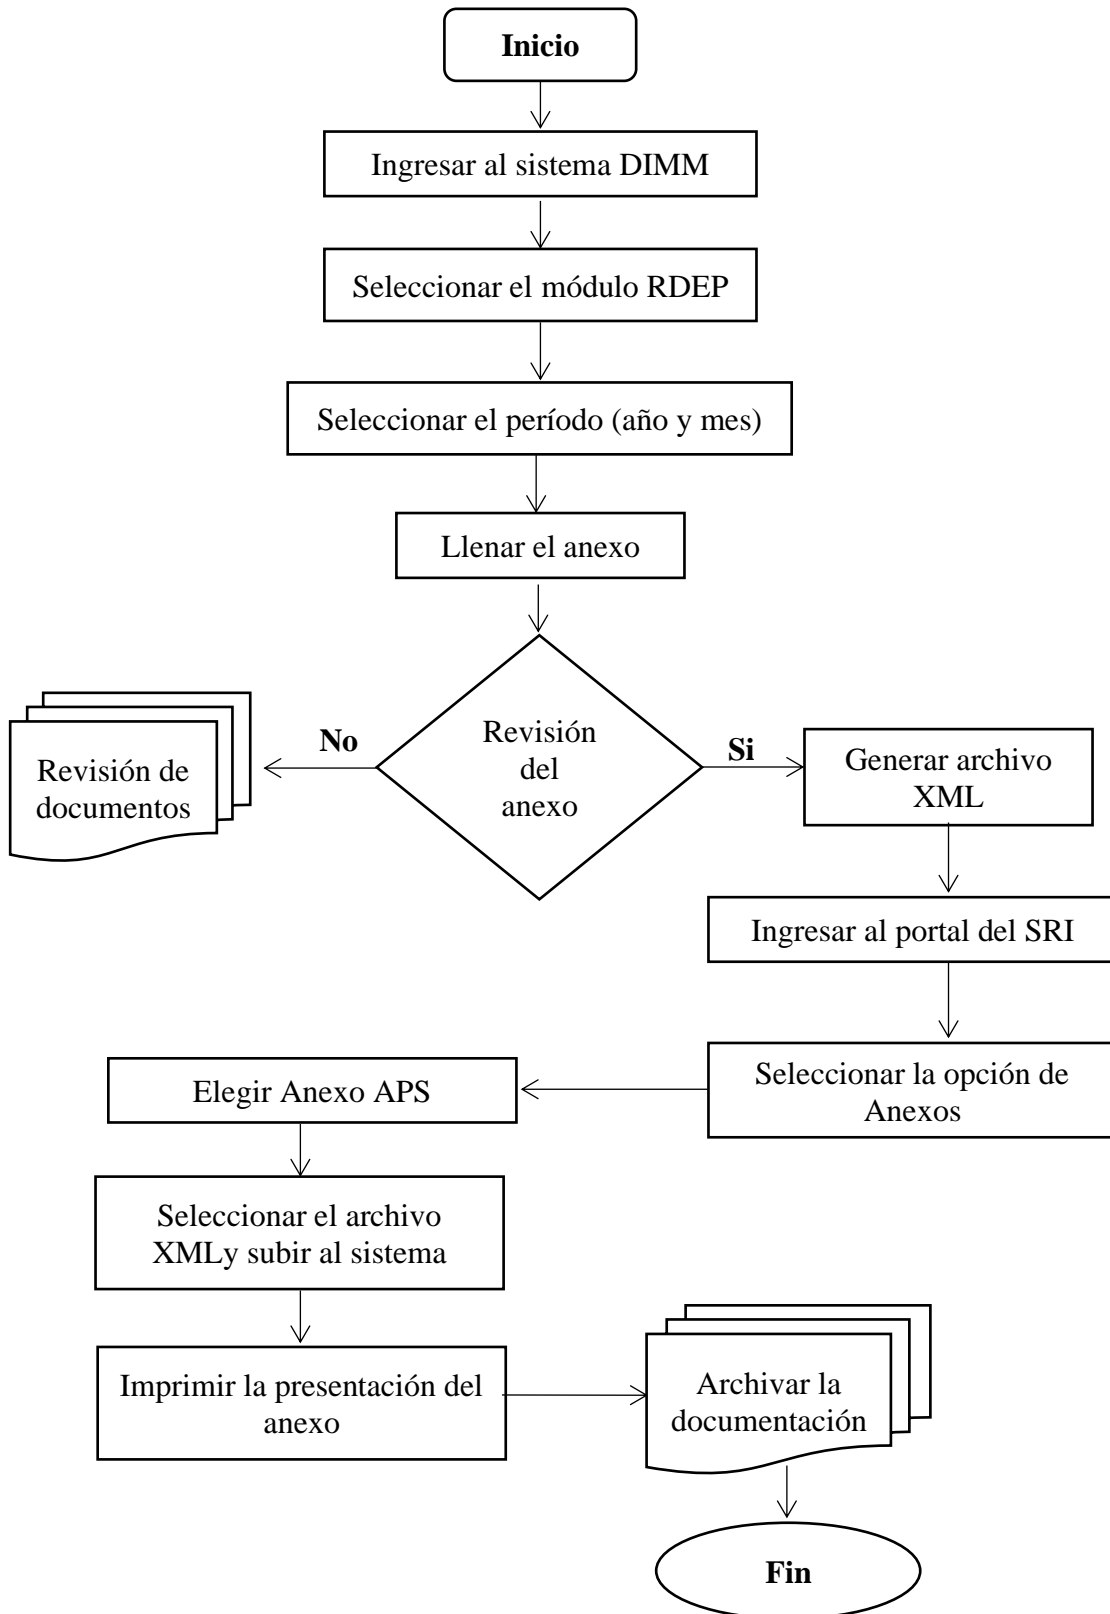 Inicio
Ingresar al sistema DIMM
Seleccionar el módulo RDEP
Seleccionar el período (año y mes)
Llenar el anexo
Revisión
del
anexo
No
Si
Revisión de
documentos
Generar archivo
XML
Ingresar al portal del SRI
Seleccionar la opción de
Anexos
Elegir Anexo APS
Seleccionar el archivo
XMLy subir al sistema
Imprimir la presentación del
anexo
Archivar la
documentación
Fin